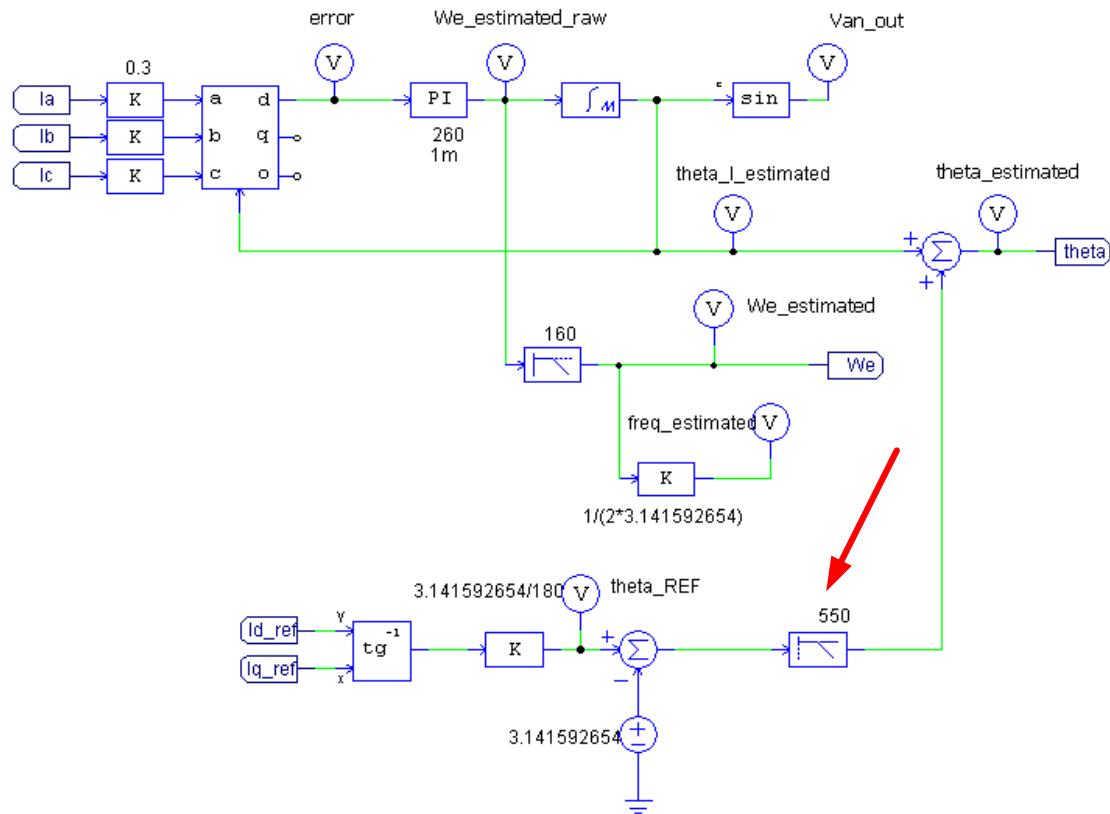 error
We_estimated_raw
Van_out
0.3
Ia
K
a
d
V
PI
V
∫M
c
sin
V
Ib
K
b
q
260
1m
Ic
K
c
o
theta_I_estimated
theta_estimated
V
V
+
Σ
+
theta
We_estimated
V
160
We
freq_estimated
V
K
1/(2*3.141592654)
3.141592654/180
V
theta_REF
550
Id_ref
y
tg⁻¹
K
+
Σ
−
Iq_ref
x
3.141592654
+
−